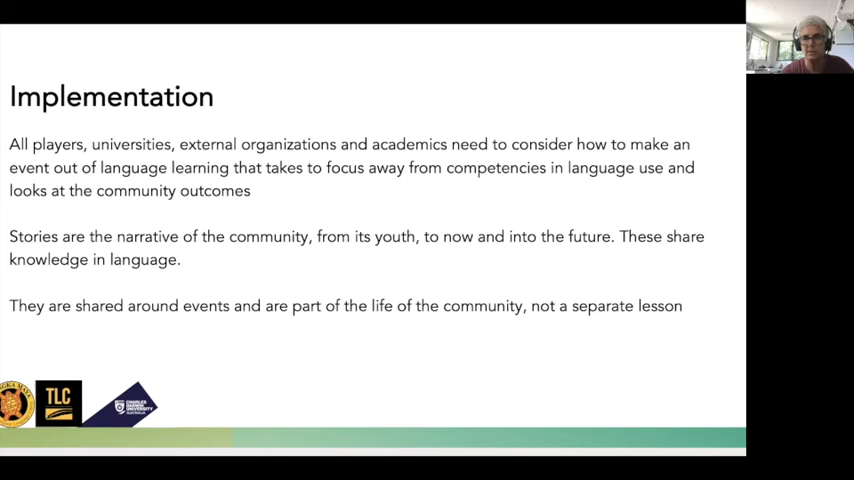 Implementation
All players, universities, external organizations and academics need to consider how to make an
event out of language learning that takes to focus away from competencies in language use and
looks at the community outcomes
Stories are the narrative of the community, from its youth, to now and into the future. These share
knowledge in language.
They are shared around events and are part of the life of the community, not a separate lesson
TLC
CHARLES
DARWIN
UNIVERSITY
AUSTRALIA